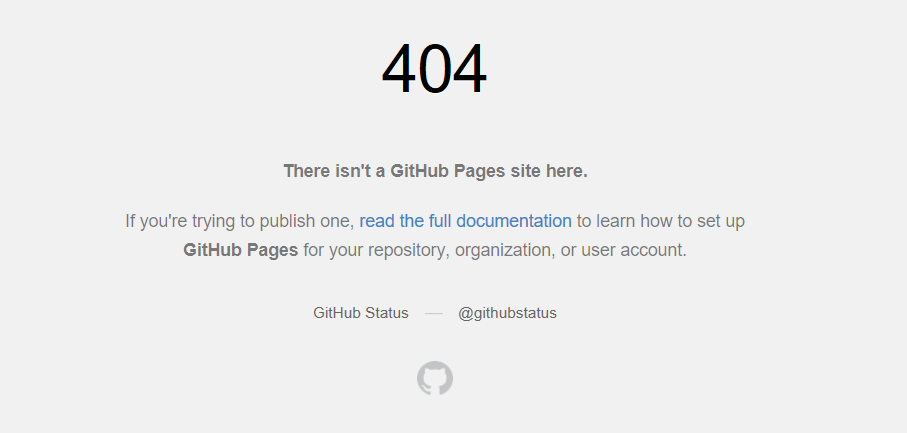 404
There isn't a GitHub Pages site here.
If you're trying to publish one, read the full documentation to learn how to set up
GitHub Pages for your repository, organization, or user account.
GitHub Status — @githubstatus